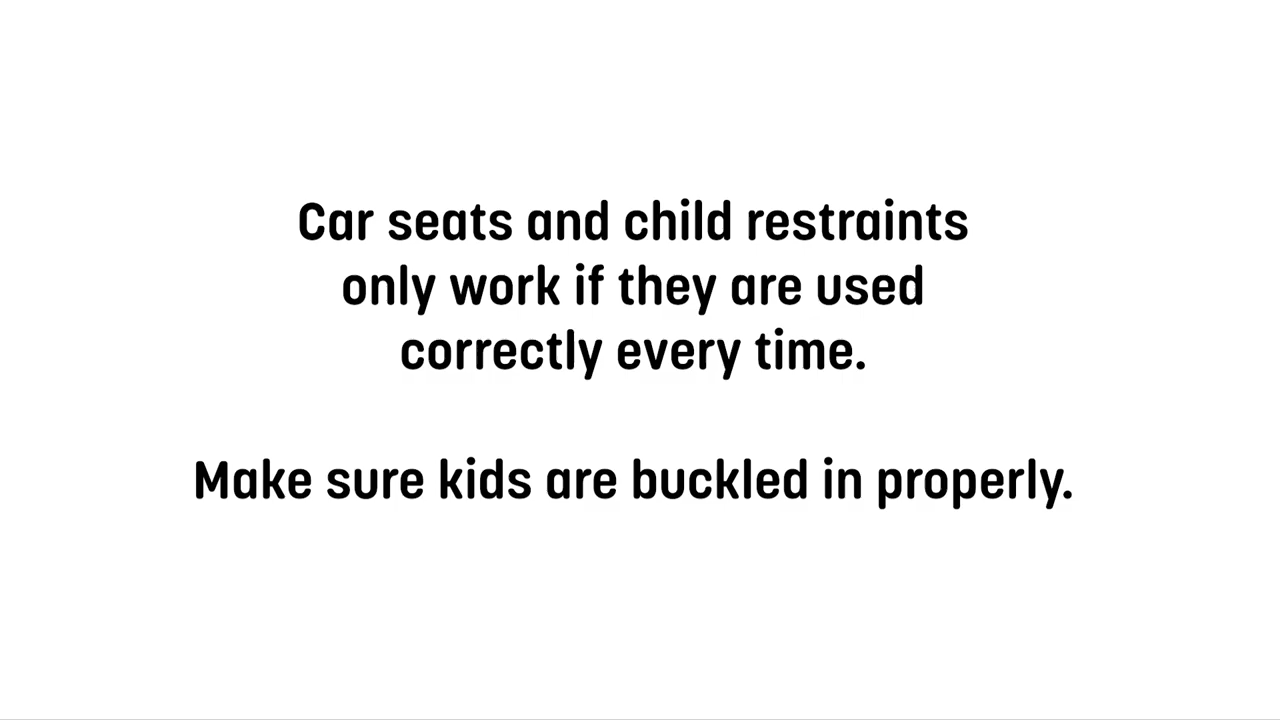 Car seats and child restraints
only work if they are used
correctly every time.
Make sure kids are buckled in properly.